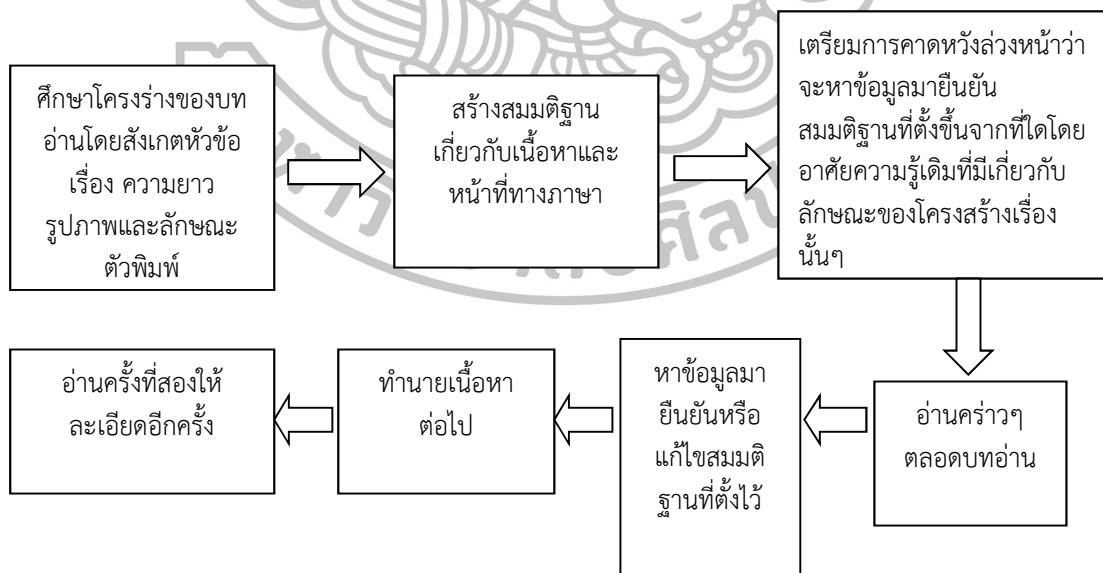 ศึกษาโครงร่างของบท
อ่านโดยสังเกตหัวข้อ
เรื่อง ความยาว
รูปภาพและลักษณะ
ตัวพิมพ์
สร้างสมมติฐาน
เกี่ยวกับเนื้อหาและ
หน้าที่ทางภาษา
เตรียมการคาดหวังล่วงหน้าว่า
จะหาข้อมูลมายืนยัน
สมมติฐานที่ตั้งขึ้นจากที่ใดโดย
อาศัยความรู้เดิมที่มีเกี่ยวกับ
ลักษณะของโครงสร้างเรื่อง
นั้นๆ
อ่านคร่าวๆ
ตลอดบทอ่าน
หาข้อมูลมา
ยืนยันหรือ
แก้ไขสมมติ
ฐานที่ตั้งไว้
ทำนายเนื้อหา
ต่อไป
อ่านครั้งที่สองให้
ละเอียดอีกครั้ง